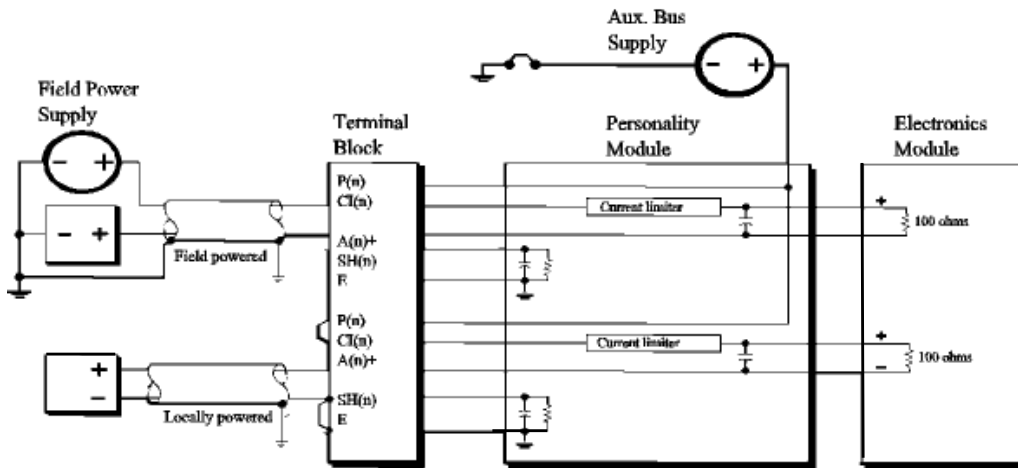 Aux. Bus
Supply
Field Power
Supply
Terminal
Block
Personality
Module
Electronics
Module
P(n)
CI(n)
Current limiter
100 ohms
A(n)+
Field powered
SH(n)
E
P(n)
CI(n)
Current limiter
A(n)+
100 ohms
SH(n)
Locally powered
E